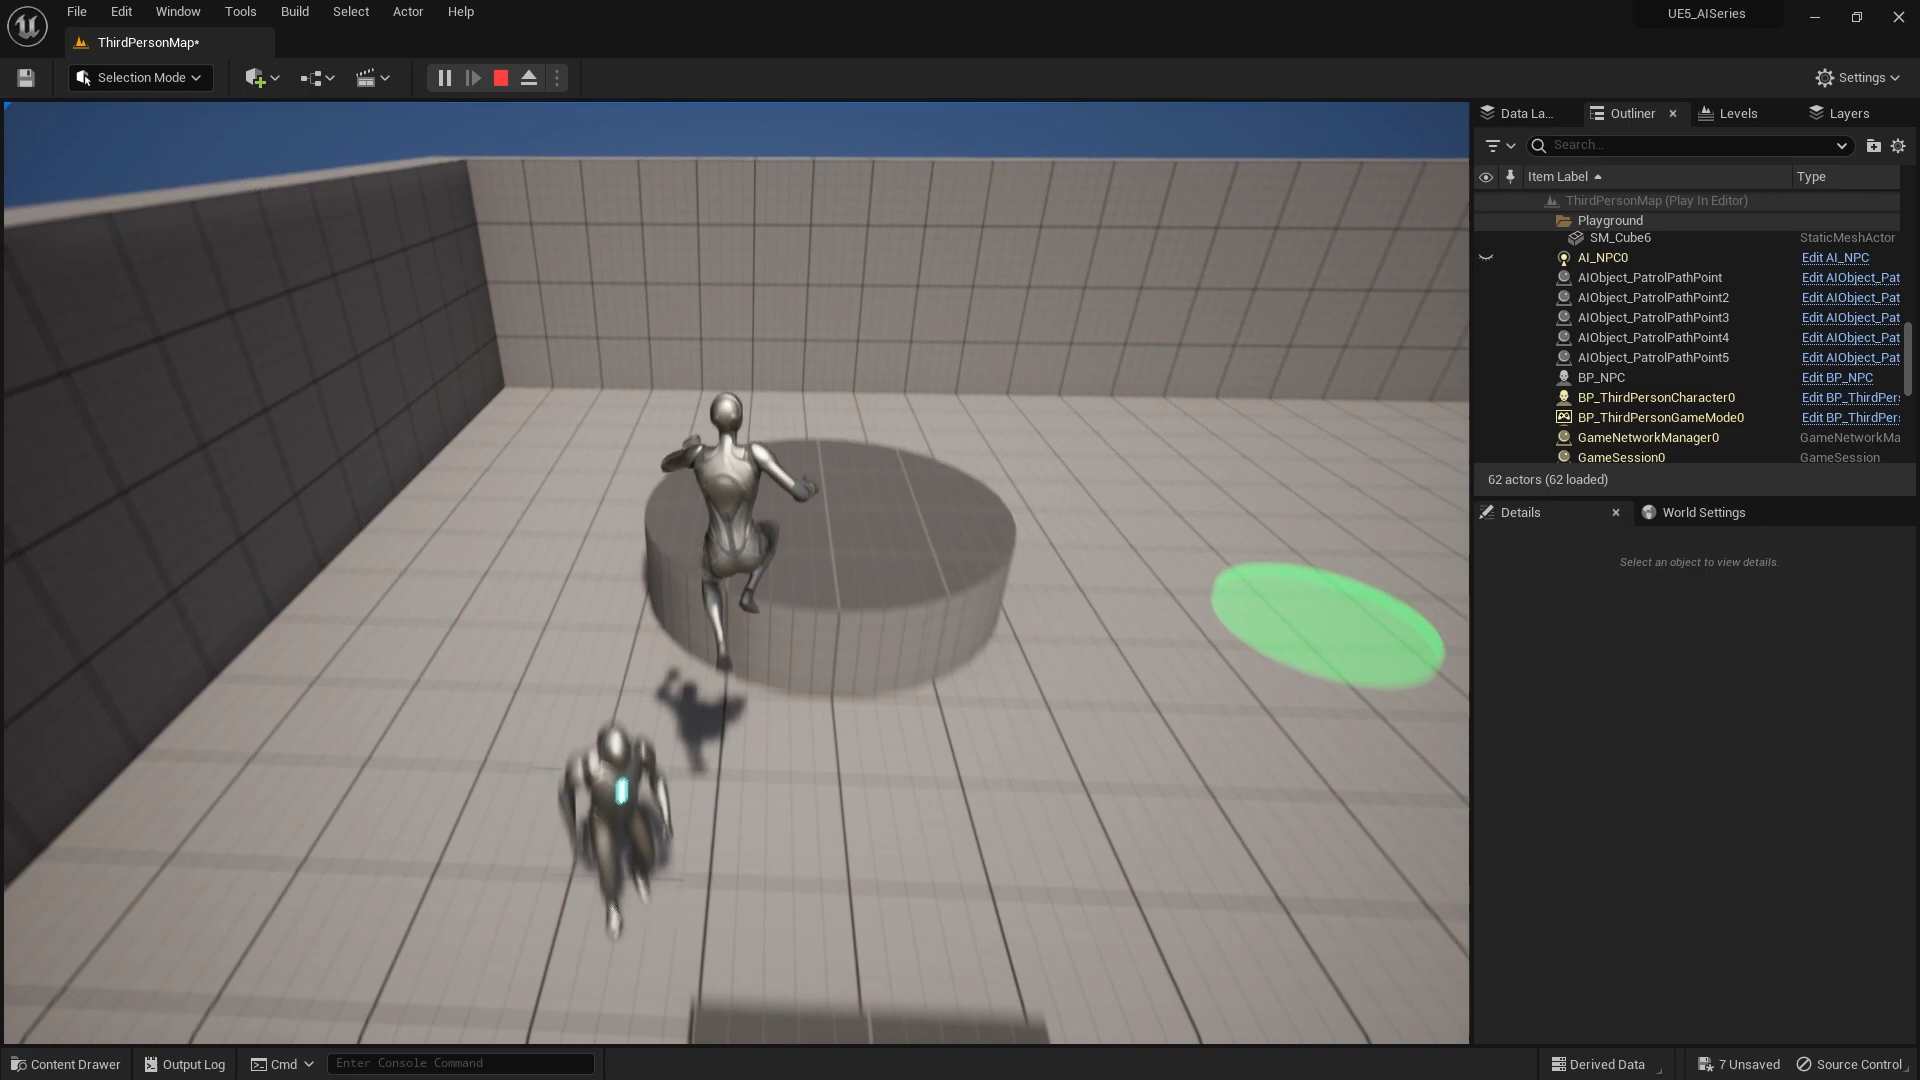 File Edit Window Tools Build Select Actor Help
UE5_AISeries
ThirdPersonMap*
Selection Mode
Settings
Data La...
Outliner
Levels
Layers
Search...
Item Label
Type
ThirdPersonMap (Play In Editor)
Playground
SM_Cube6 StaticMeshActor
AI_NPC0 Edit AI_NPC
AIObject_PatrolPathPoint Edit AIObject_Pat
AIObject_PatrolPathPoint2 Edit AIObject_Pat
AIObject_PatrolPathPoint3 Edit AIObject_Pat
AIObject_PatrolPathPoint4 Edit AIObject_Pat
AIObject_PatrolPathPoint5 Edit AIObject_Pat
BP_NPC Edit BP_NPC
BP_ThirdPersonCharacter0 Edit BP_ThirdPer
BP_ThirdPersonGameMode0 Edit BP_ThirdPer
GameNetworkManager0 GameNetworkMa
GameSession0 GameSession
62 actors (62 loaded)
Details
World Settings
Select an object to view details.
Content Drawer
Output Log
Cmd
Enter Console Command
Derived Data
7 Unsaved
Source Control